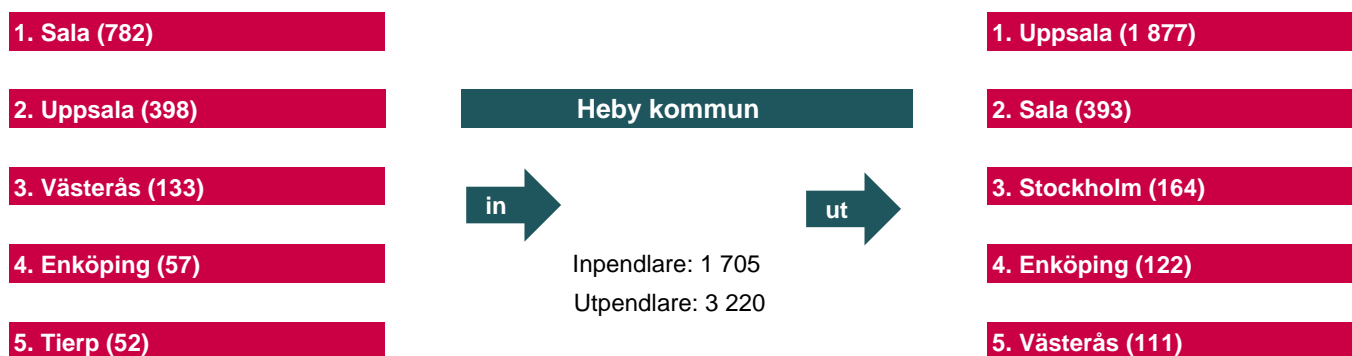 1. Sala (782)
2. Uppsala (398)
3. Västerås (133)
4. Enköping (57)
5. Tierp (52)
Heby kommun
in
ut
Inpendlare: 1 705
Utpendlare: 3 220
1. Uppsala (1 877)
2. Sala (393)
3. Stockholm (164)
4. Enköping (122)
5. Västerås (111)